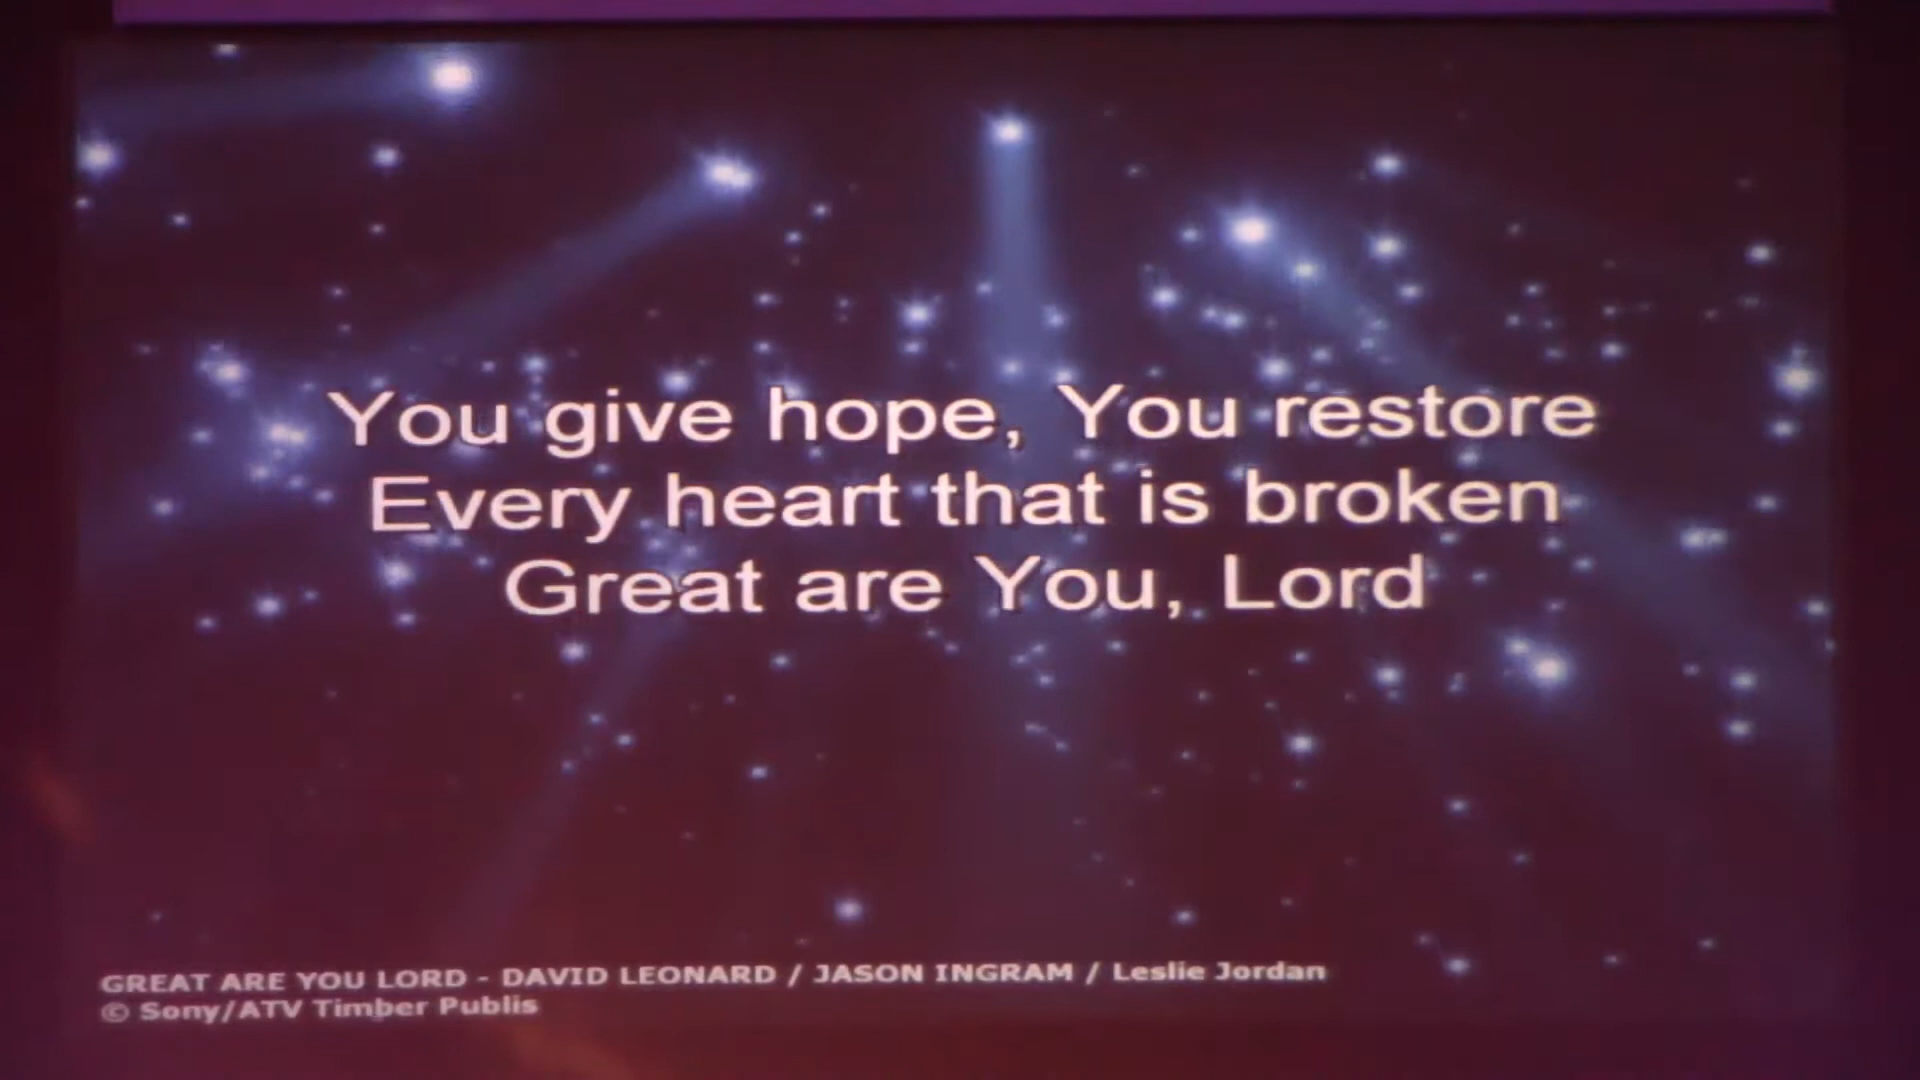 You give hope, You restore
Every heart that is broken
Great are You, Lord
GREAT ARE YOU LORD - DAVID LEONARD / JASON INGRAM / Leslie Jordan
© Sony/ATV Timber Publis